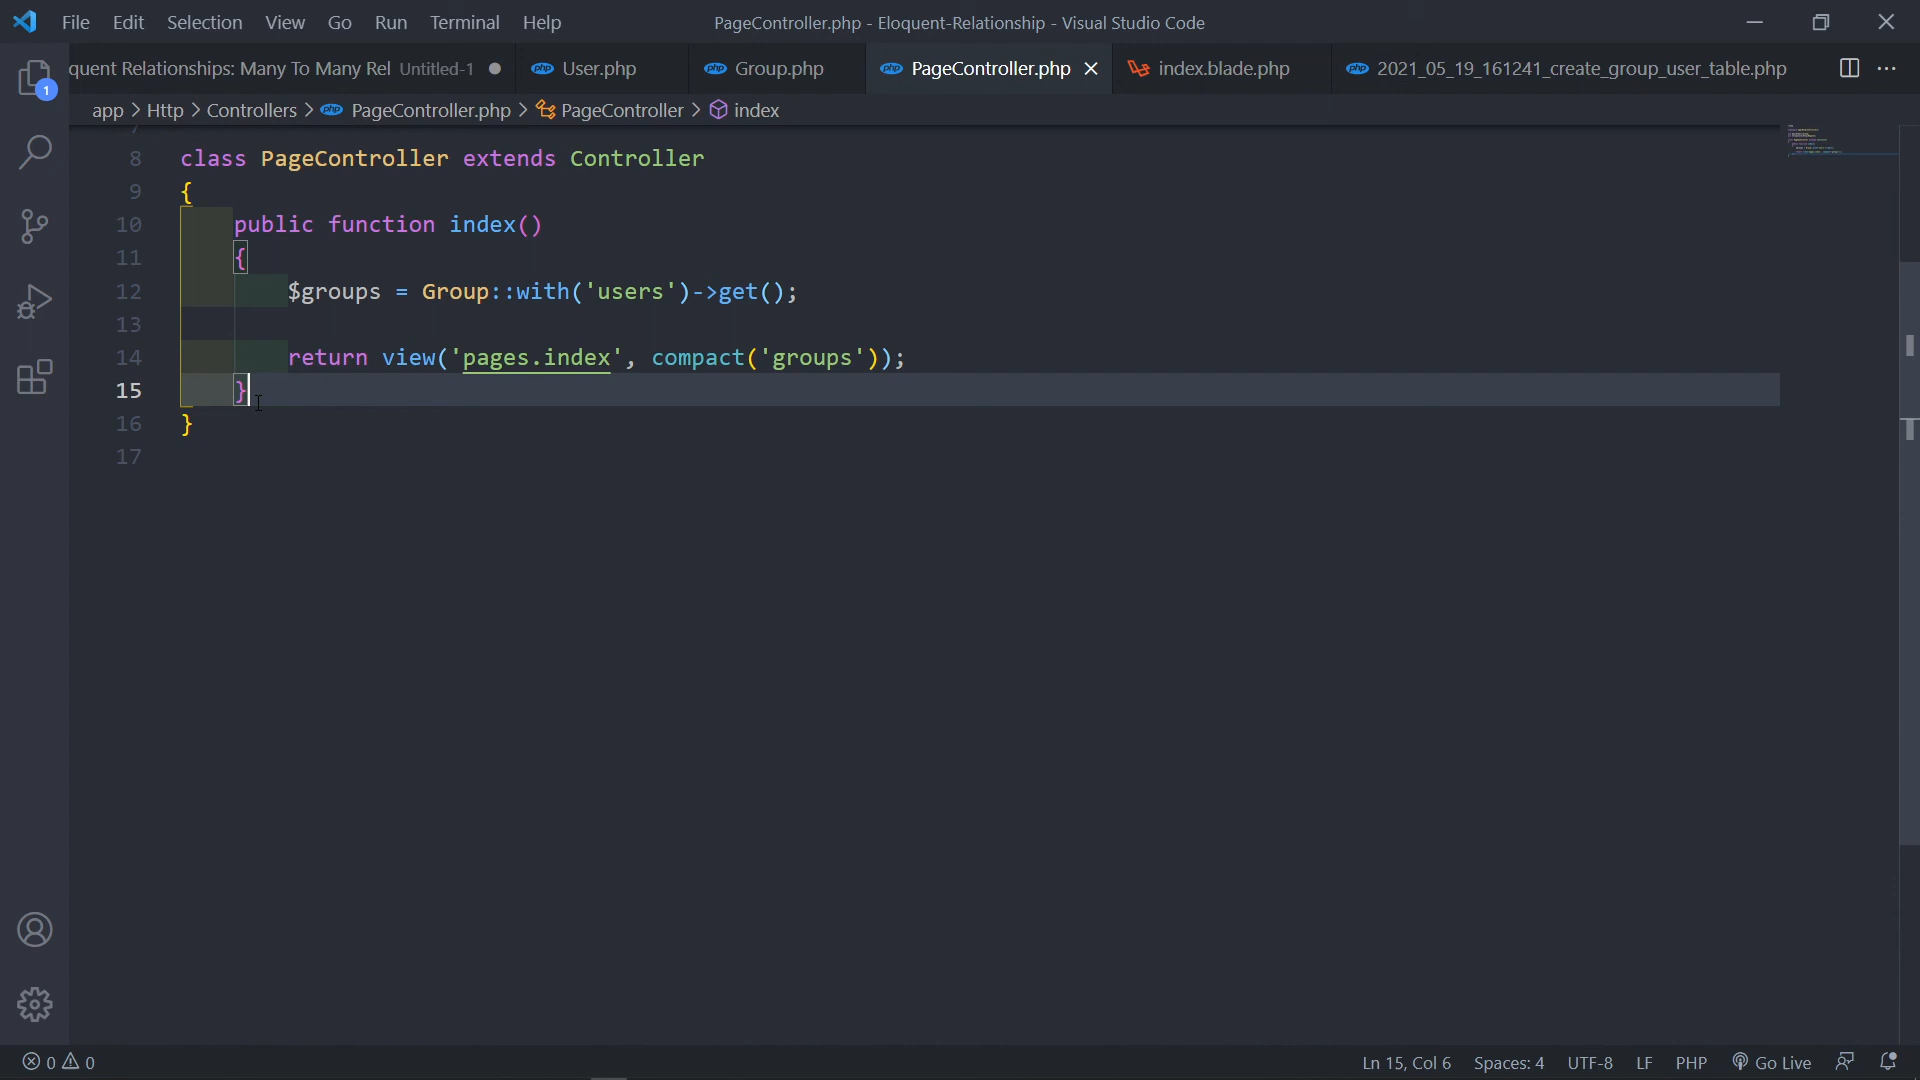 File Edit Selection View Go Run Terminal Help PageController.php - Eloquent-Relationship - Visual Studio Code
quent Relationships: Many To Many Rel Untitled-1 User.php Group.php PageController.php index.blade.php 2021_05_19_161241_create_group_user_table.php
1
app > Http > Controllers > PageController.php > PageController > index
8 class PageController extends Controller
9 {
10 public function index()
11 {
12 $groups = Group::with('users')->get();
13
14 return view('pages.index', compact('groups'));
15 }
16 }
17
0 0 Ln 15, Col 6 Spaces: 4 UTF-8 LF PHP Go Live